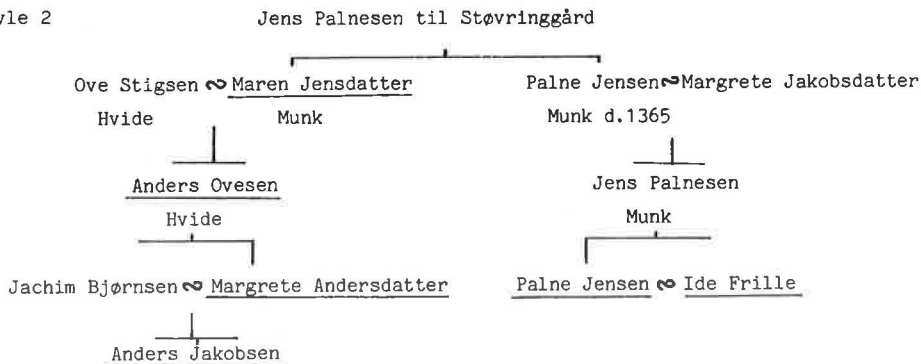 vle 2 Jens Palnesen til Støvringgård
Ove Stigsen ∾ Maren Jensdatter Palne Jensen ∾ Margrete Jakobsdatter
Hvide Munk Munk d.1365
Anders Ovesen Jens Palnesen
Hvide Munk
Jachim Bjørnsen ∾ Margrete Andersdatter Palne Jensen ∾ Ide Frille
Anders Jakobsen